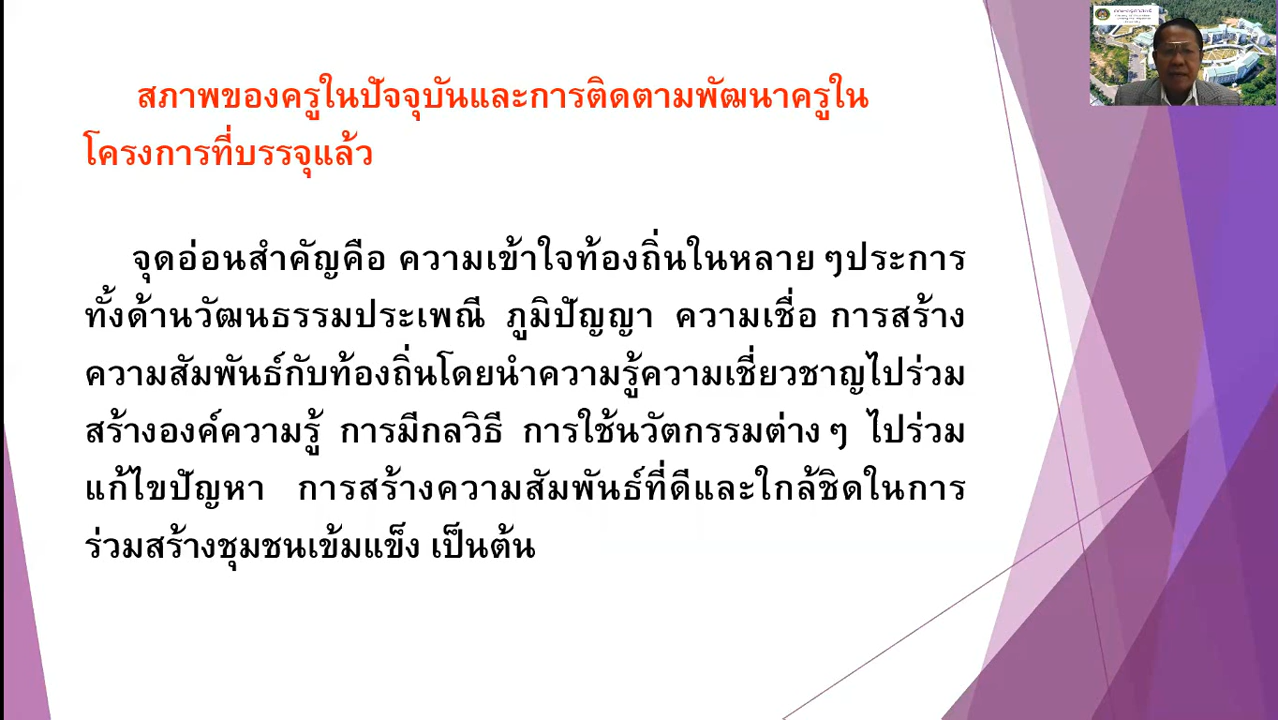 สภาพของครูในปัจจุบันและการติดตามพัฒนาครูใน
โครงการที่บรรจุแล้ว
จุดอ่อนสำคัญคือ ความเข้าใจท้องถิ่นในหลาย ๆประการ
ทั้งด้านวัฒนธรรมประเพณี ภูมิปัญญา ความเชื่อ การสร้าง
ความสัมพันธ์กับท้องถิ่นโดยนำความรู้ความเชี่ยวชาญไปร่วม
สร้างองค์ความรู้ การมีกลวิธี การใช้นวัตกรรมต่าง ๆ ไปร่วม
แก้ไขปัญหา การสร้างความสัมพันธ์ที่ดีและใกล้ชิดในการ
ร่วมสร้างชุมชนเข้มแข็ง เป็นต้น